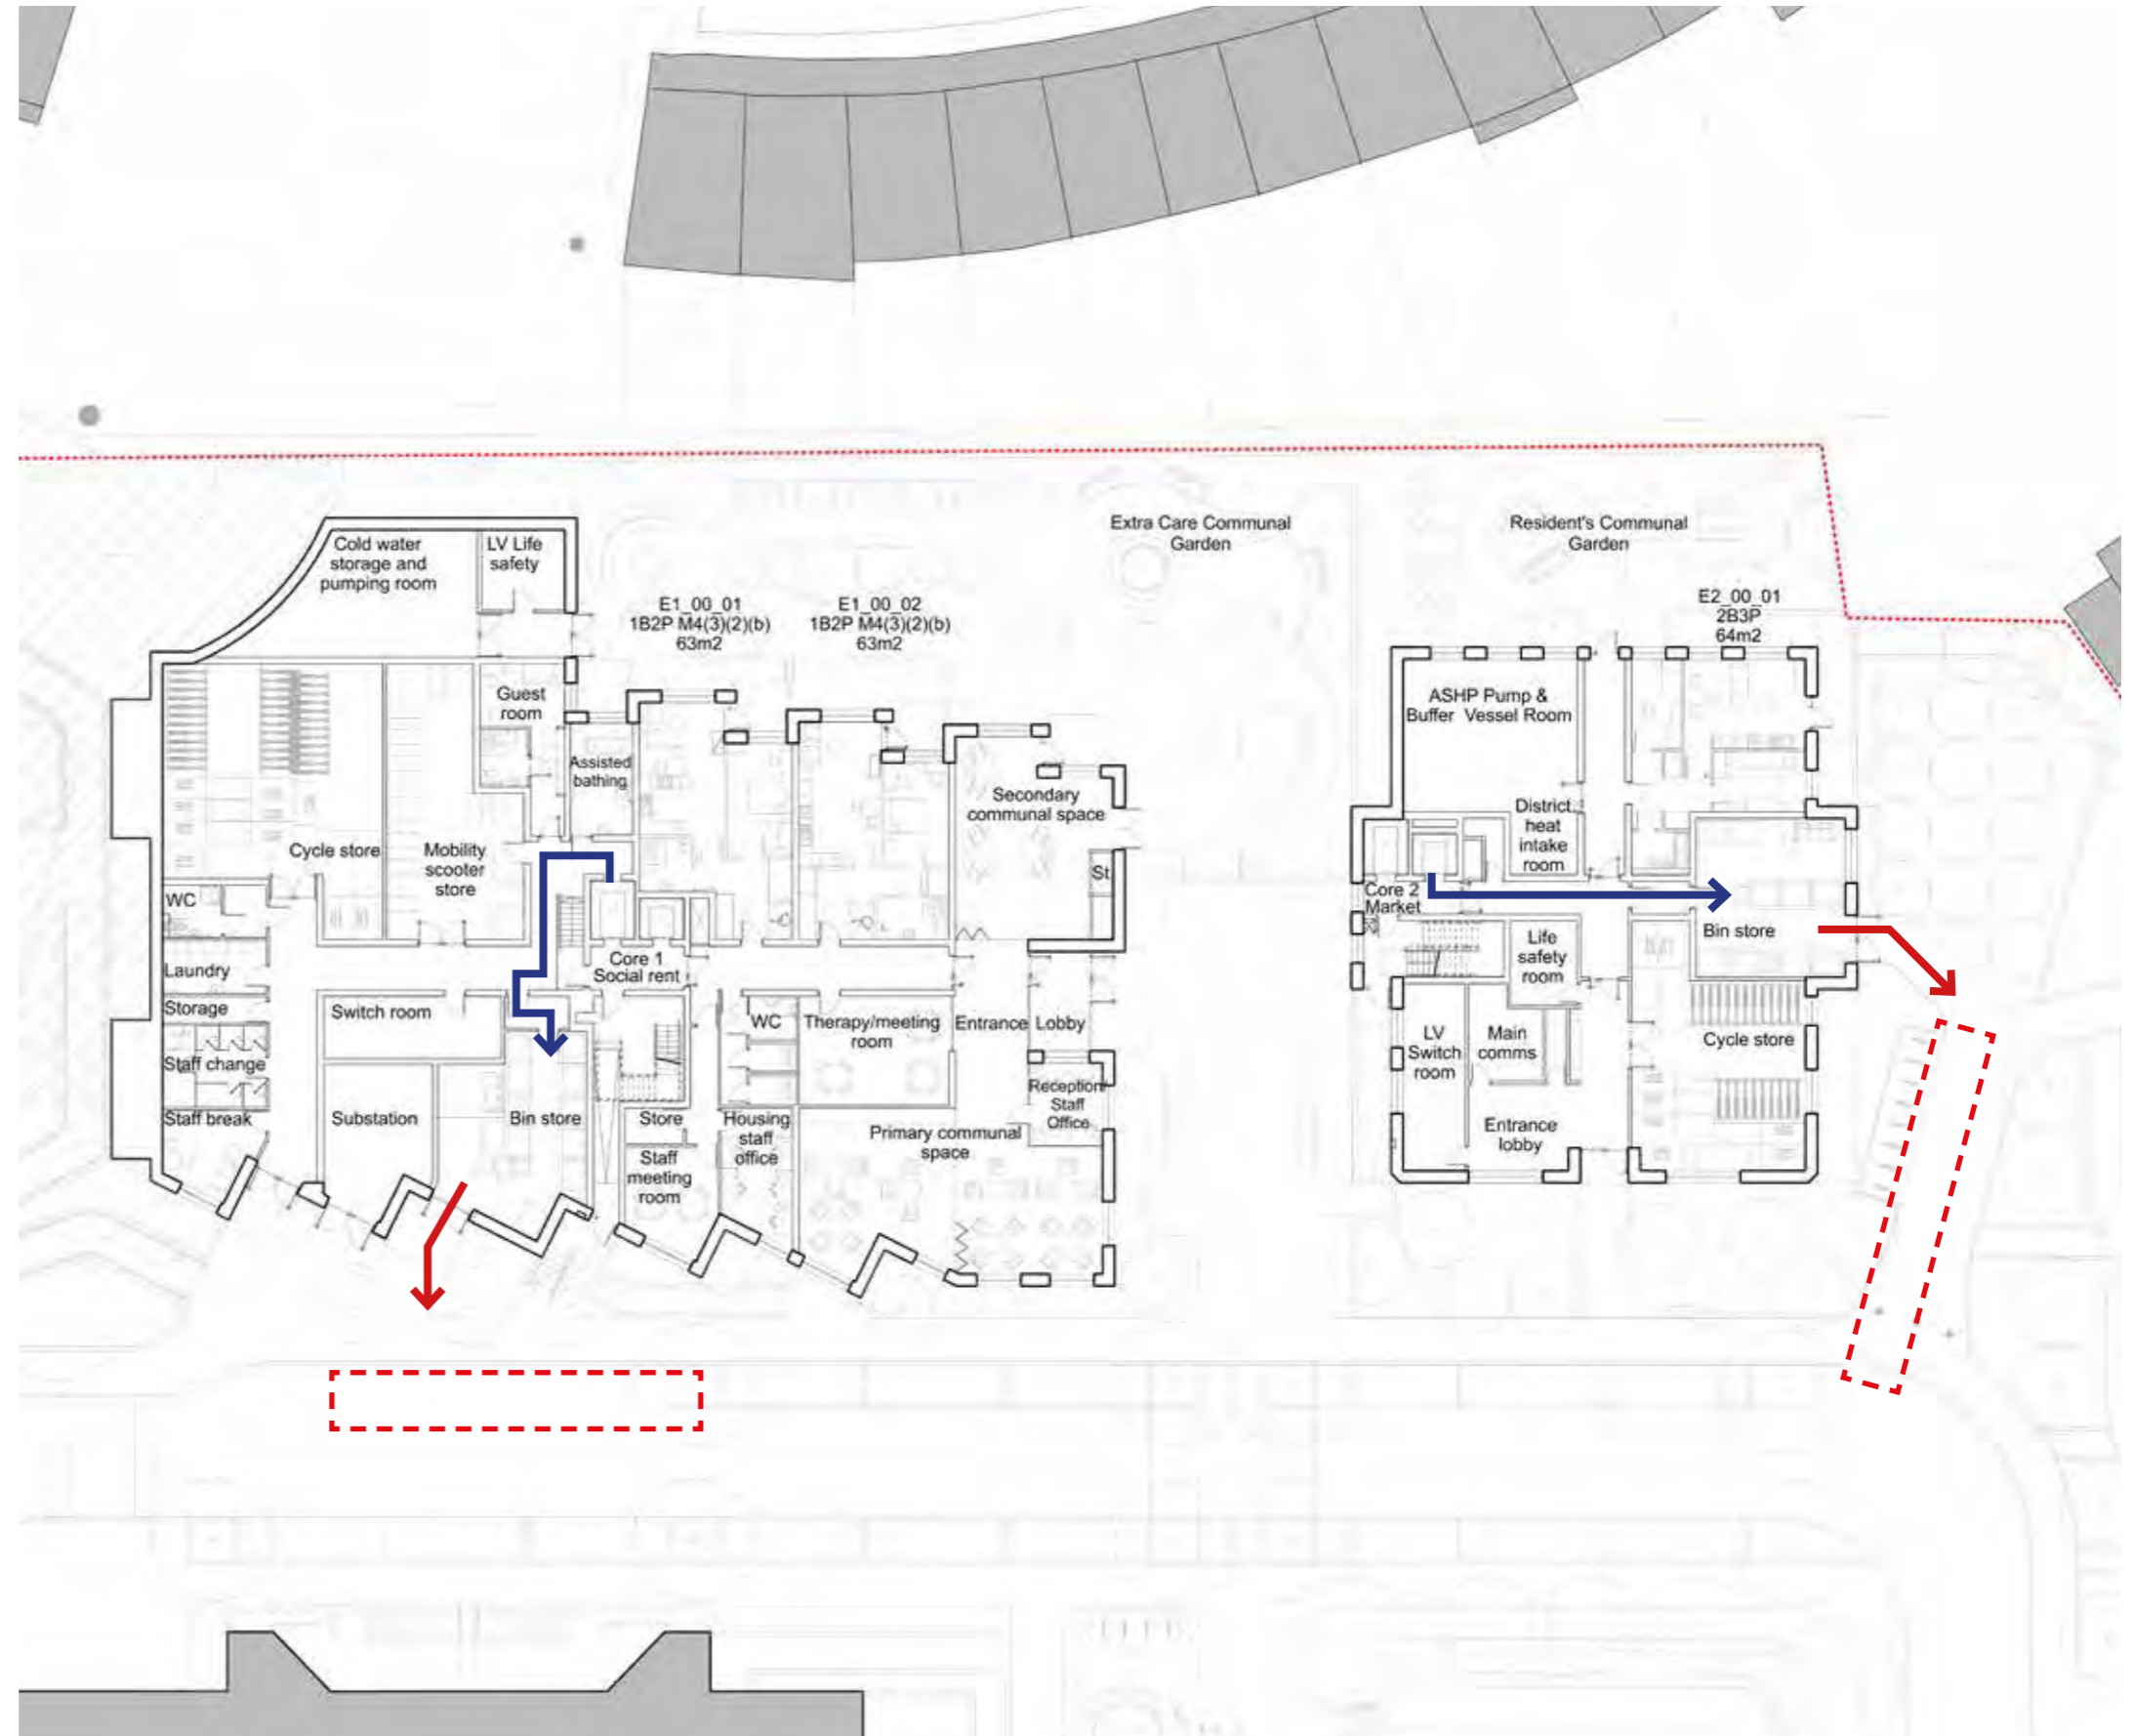 Extra Care Communal
Garden
Resident's Communal
Garden
Cold water
storage and
pumping room
LV Life
safety
E1_00_01
1B2P M4(3)(2)(b)
63m2
E1_00_02
1B2P M4(3)(2)(b)
63m2
E2_00_01
2B3P
64m2
Guest
room
Assisted
bathing
Secondary
communal space
Cycle store
Mobility
scooter
store
St
WC
Laundry
Storage
Staff change
Staff break
Core 1
Social rent
Switch room
Substation
Bin store
WC
Therapy/meeting
room
Entrance
Lobby
Store
Staff
meeting
room
Housing
staff
office
Primary communal
space
Reception/
Staff
Office
ASHP Pump &
Buffer Vessel Room
District
heat
intake
room
Core 2
Market
Bin store
Life
safety
room
LV
Switch
room
Main
comms
Cycle store
Entrance
lobby